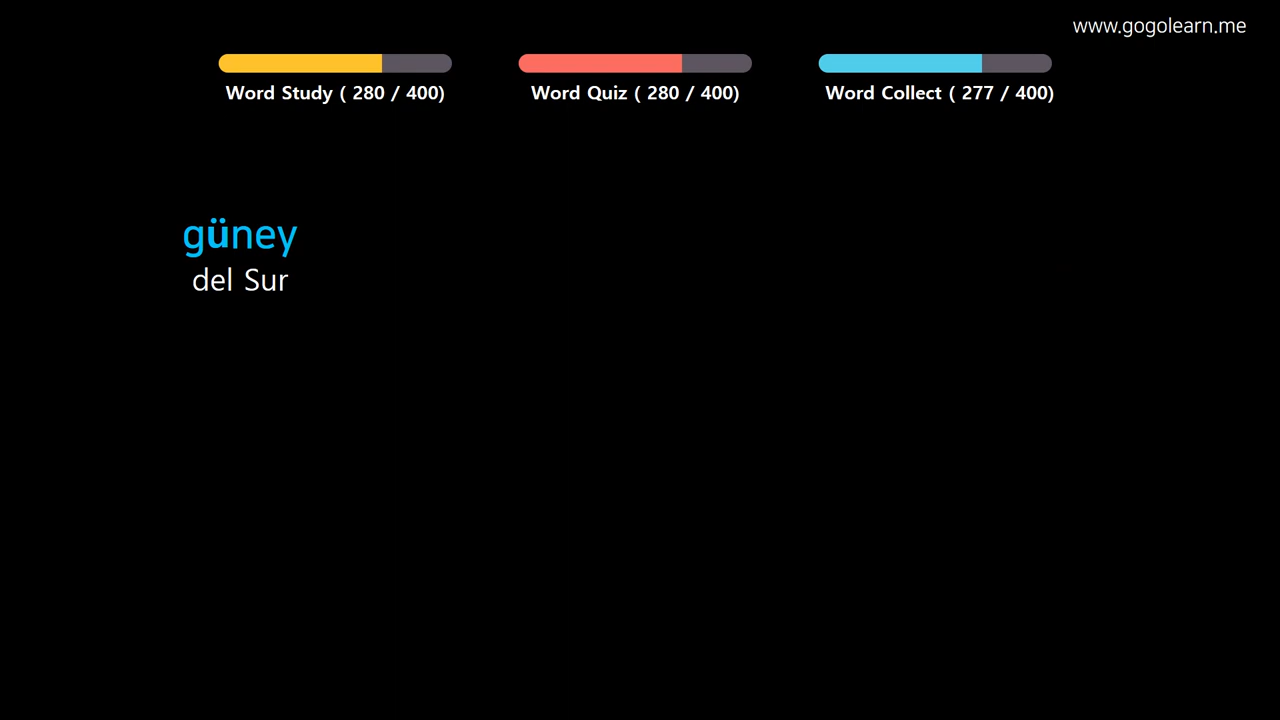 www.gogolearn.me
Word Study ( 280 / 400)
Word Quiz ( 280 / 400)
Word Collect ( 277 / 400)
güney
del Sur